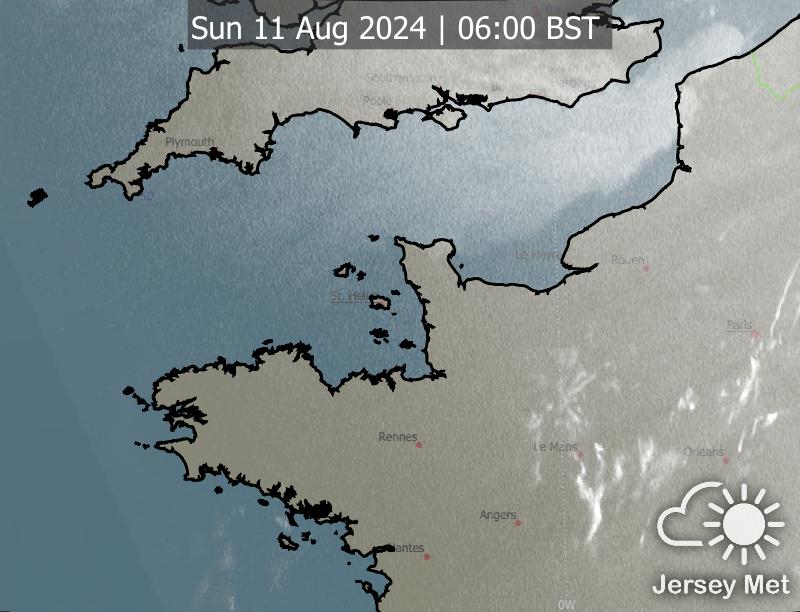 Sun 11 Aug 2024 | 06:00 BST
Southampton
Poole
Plymouth
Le Havre
Rouen
St. Helier
Paris
Rennes
Le Mans
Orleans
Angers
Nantes
Jersey Met
0W